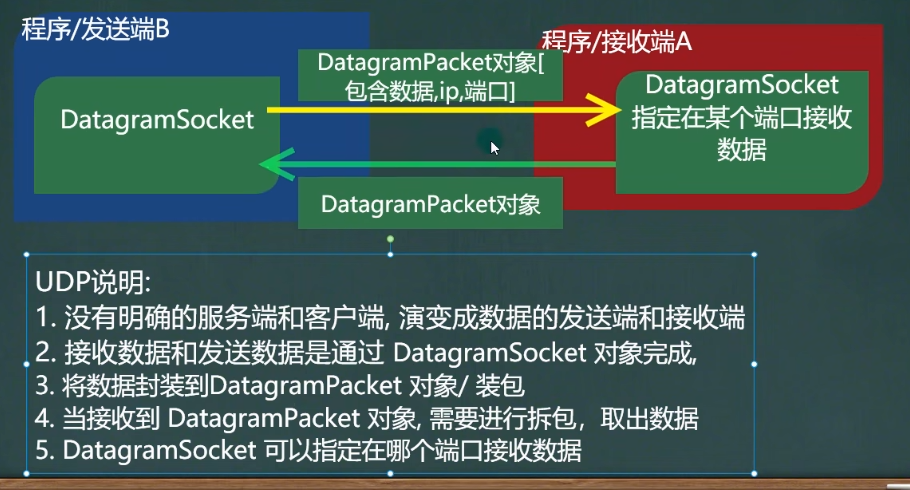 程序/发送端B
程序/接收端A
DatagramPacket对象[
包含数据,ip,端口]
DatagramSocket
DatagramSocket
指定在某个端口接收
数据
DatagramPacket对象
UDP说明:
1. 没有明确的服务端和客户端, 演变成数据的发送端和接收端
2. 接收数据和发送数据是通过 DatagramSocket 对象完成,
3. 将数据封装到DatagramPacket 对象/ 装包
4. 当接收到 DatagramPacket 对象, 需要进行拆包，取出数据
5. DatagramSocket 可以指定在哪个端口接收数据